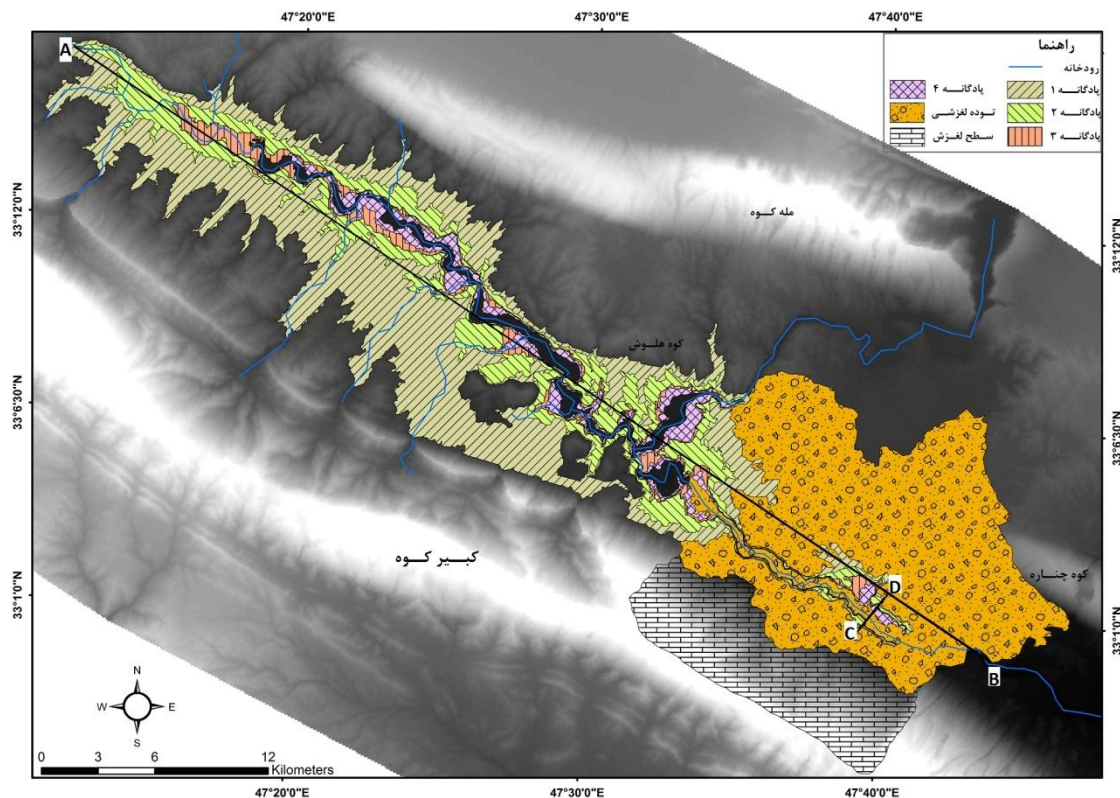 47°20'0"E
47°30'0"E
47°40'0"E
A
راهنما
رودخانه
پادگانه ۱
پادگانه ۴
پادگانه ۲
توده لغزشی
پادگانه ۳
سطح لغزش
33°12'0"N
33°12'0"N
مله کوه
کوه هلوش
33°6'30"N
33°6'30"N
کبیر کوه
کوه چناره
D
C
B
33°1'0"N
33°1'0"N
N
W
E
S
0 3 6 12
Kilometers
47°20'0"E
47°30'0"E
47°40'0"E